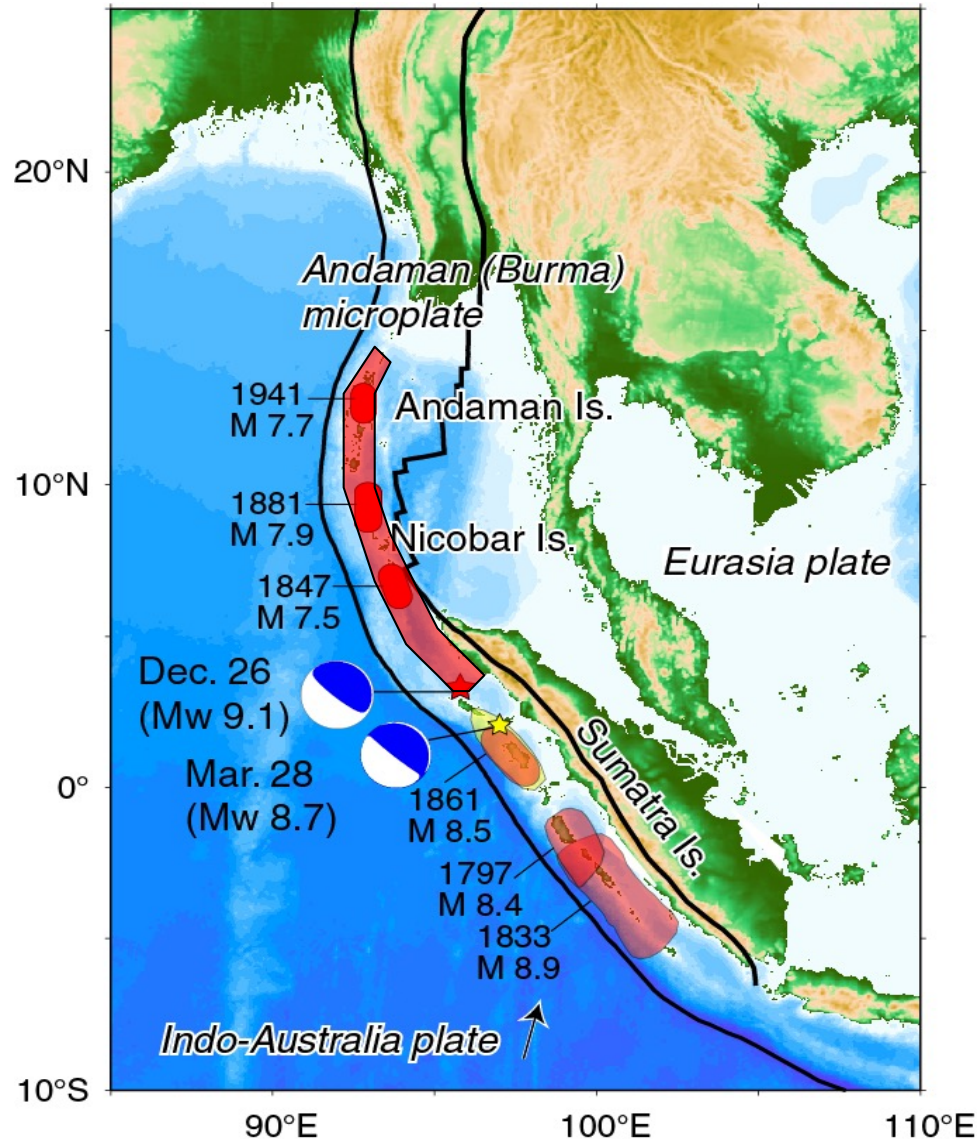 20°N
Andaman (Burma)
microplate
1941
M 7.7
Andaman Is.
10°N
1881
M 7.9
Nicobar Is.
Eurasia plate
1847
M 7.5
Dec. 26
(Mw 9.1)
Mar. 28
(Mw 8.7)
0°
1861
M 8.5
Sumatra Is.
1797
M 8.4
1833
M 8.9
Indo-Australia plate
10°S
90°E
100°E
110°E